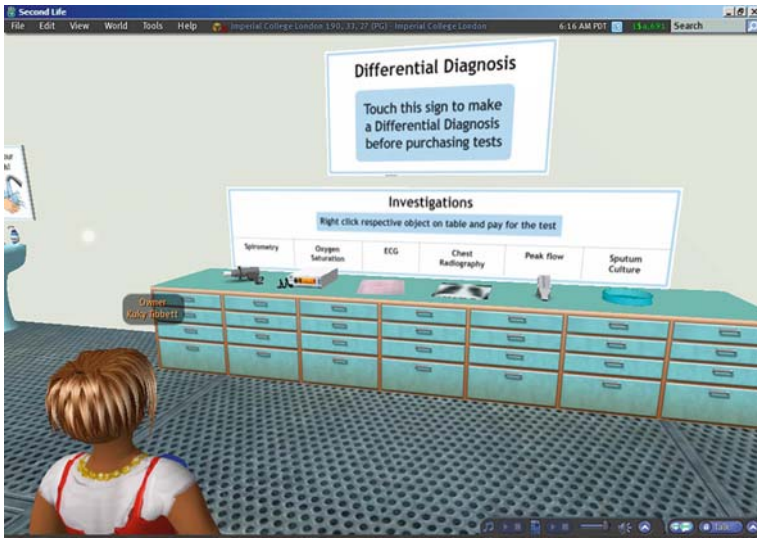 Second Life
File Edit View World Tools Help Imperial College London 190, 33, 27 (PG) - Imperial College London 6:16 AM PDT Search
Differential Diagnosis
Touch this sign to make
a Differential Diagnosis
before purchasing tests
Investigations
Right click respective object on table and pay for the test
Spirometry
Oxygen
Saturation
ECG
Chest
Radiography
Peak flow
Sputum
Culture
Owner
Kuky Tibbett
Talk